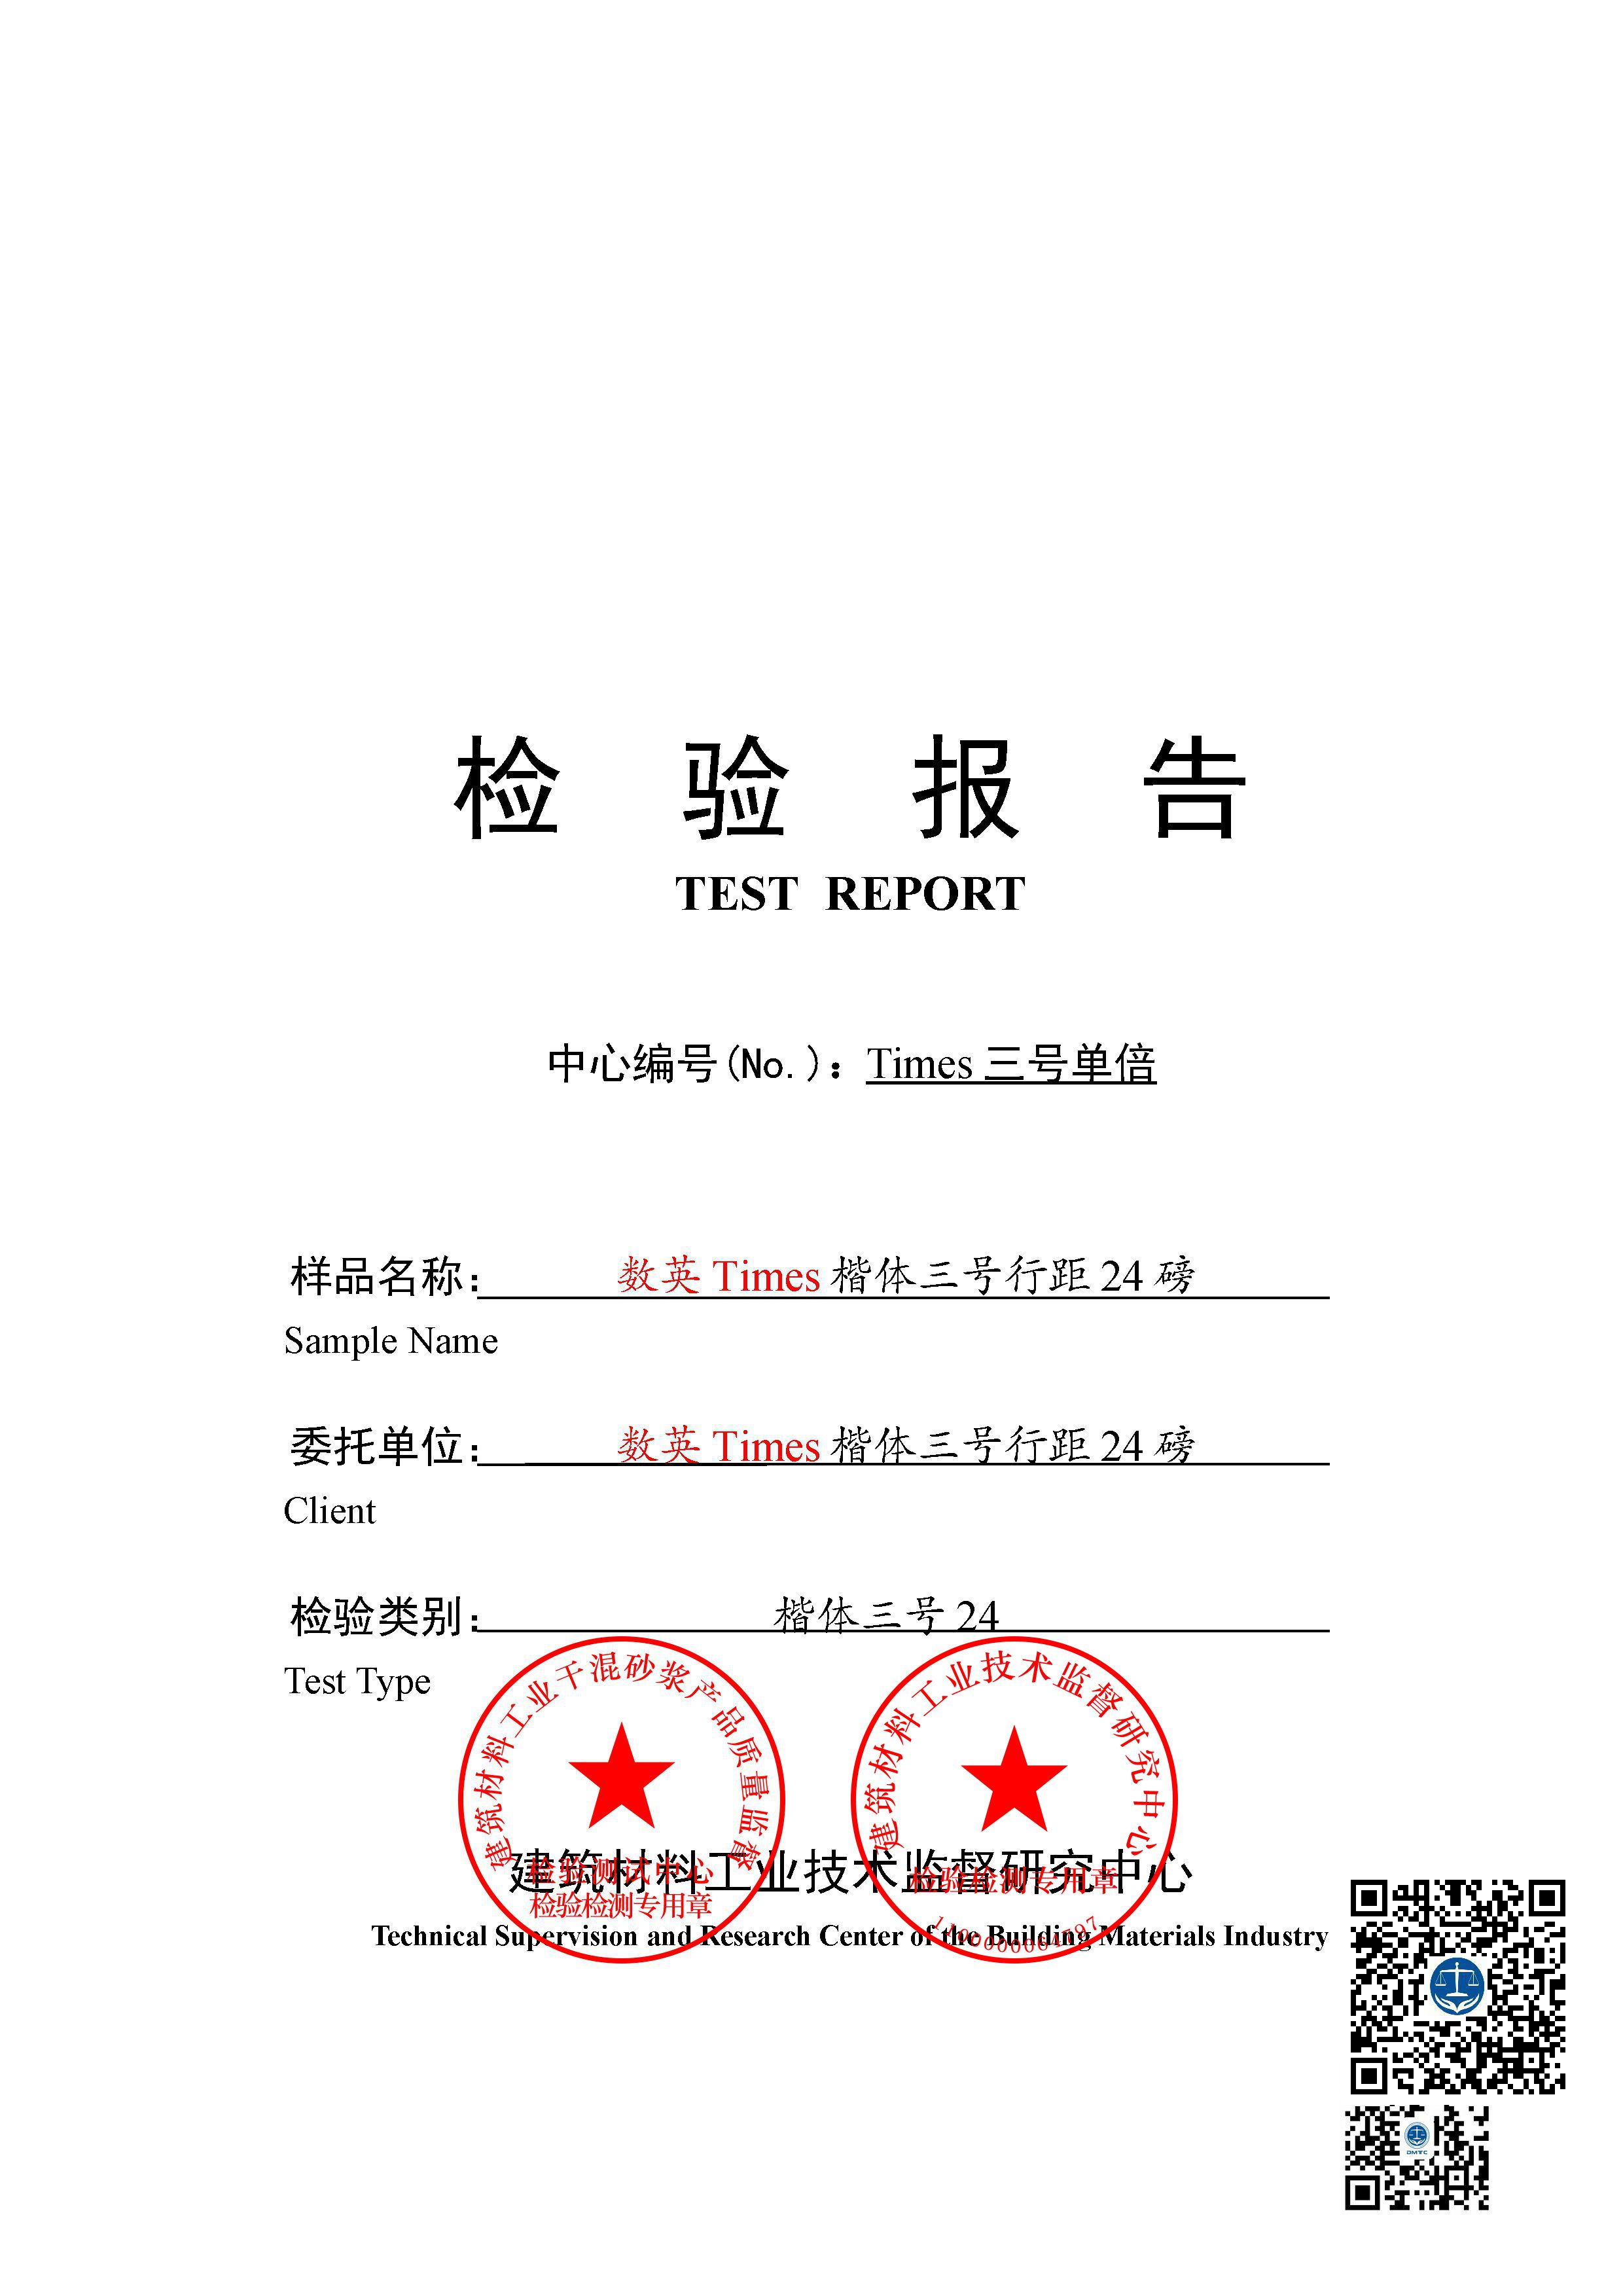 检 验 报 告
TEST REPORT
中心编号(No.)：Times 三号单倍
样品名称：数英 Times 楷体三号行距 24 磅
Sample Name
委托单位：数英 Times 楷体三号行距 24 磅
Client
检验类别：楷体三号 24
Test Type
建筑材料工业干混砂浆产品质量监督
检验测试中心
检验检测专用章
建筑材料工业技术监督研究中心
检验检测专用章
建筑材料工业技术监督研究中心
Technical Supervision and Research Center of the Building Materials Industry